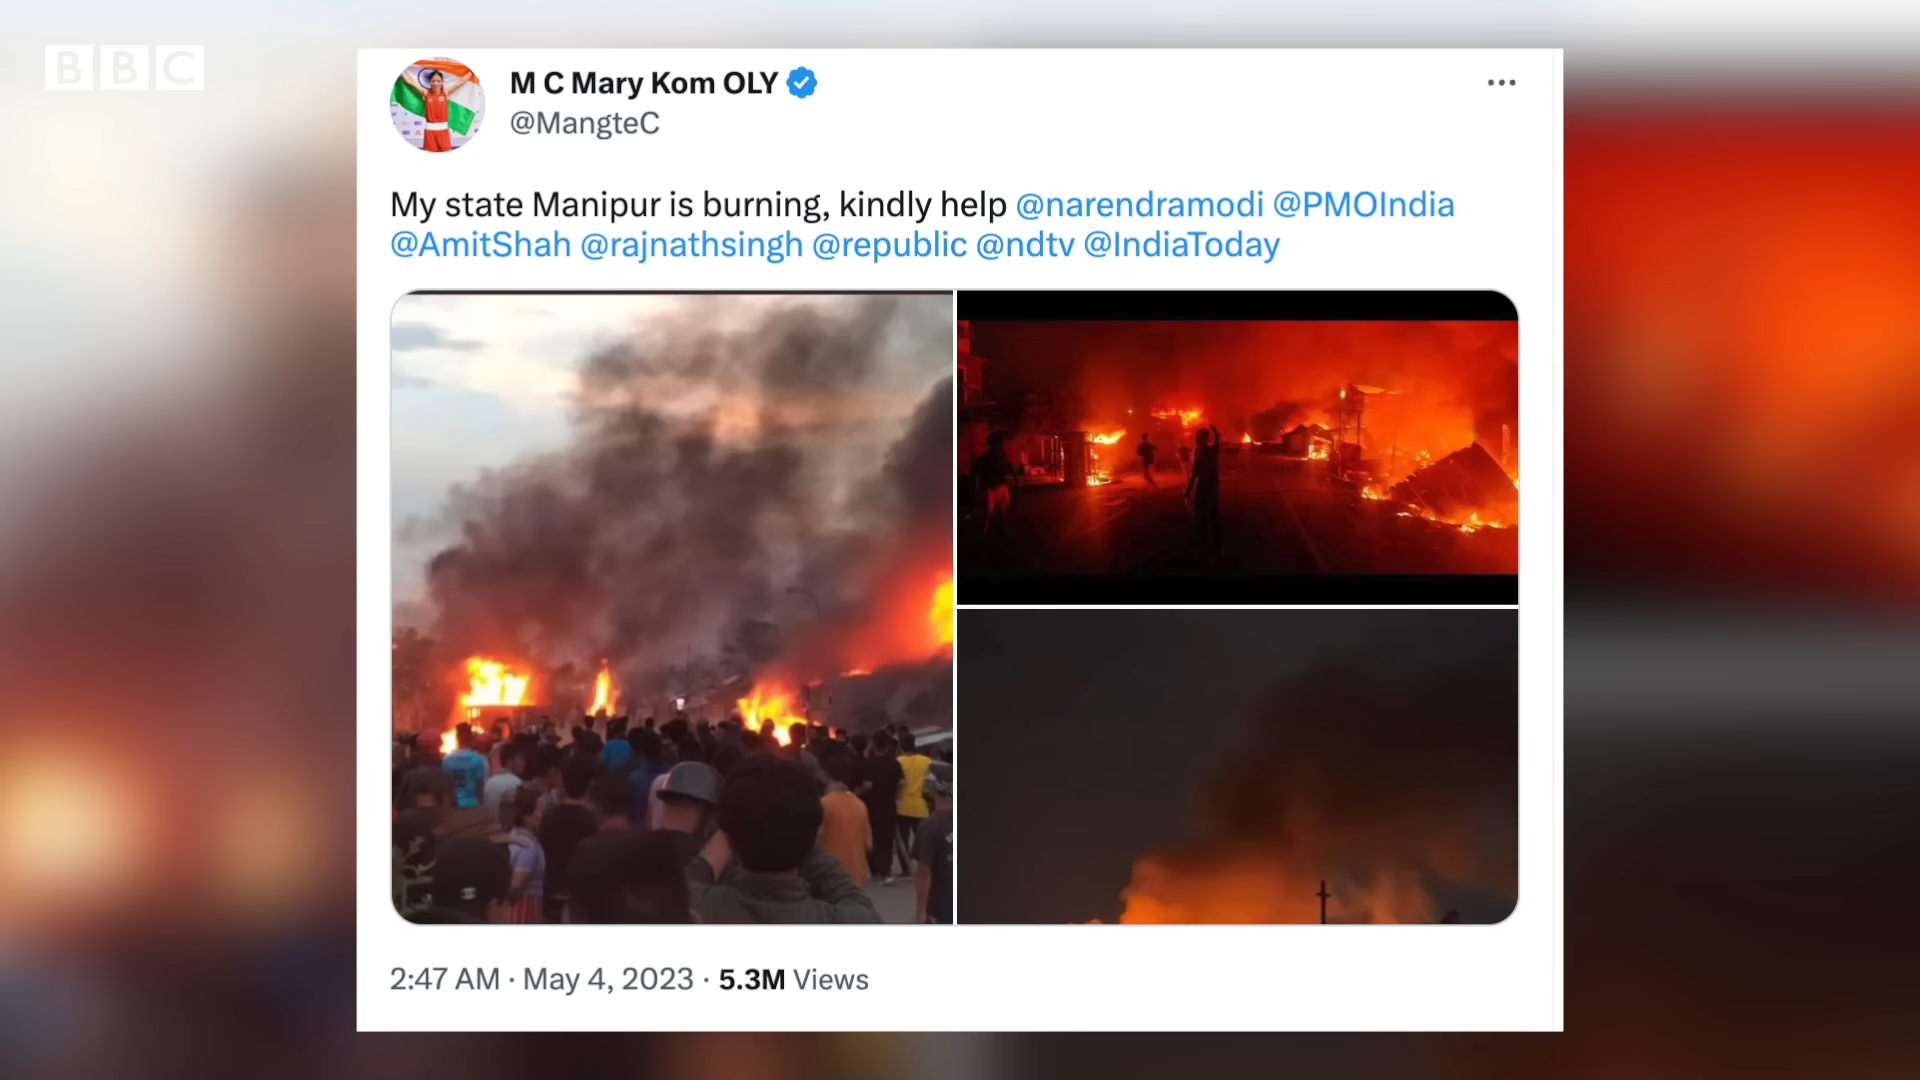 BBC
M C Mary Kom OLY
@MangteC
My state Manipur is burning, kindly help @narendramodi @PMOIndia
@AmitShah @rajnathsingh @republic @ndtv @IndiaToday
2:47 AM · May 4, 2023 · 5.3M Views